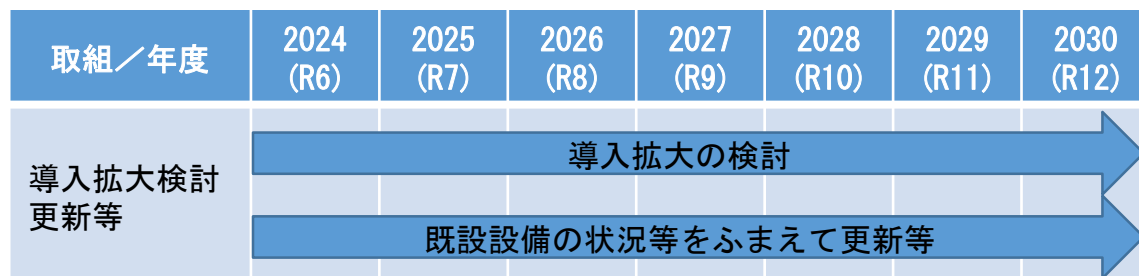 取組／年度
2024
(R6)
2025
(R7)
2026
(R8)
2027
(R9)
2028
(R10)
2029
(R11)
2030
(R12)
導入拡大検討
更新等
導入拡大の検討
既設設備の状況等をふまえて更新等